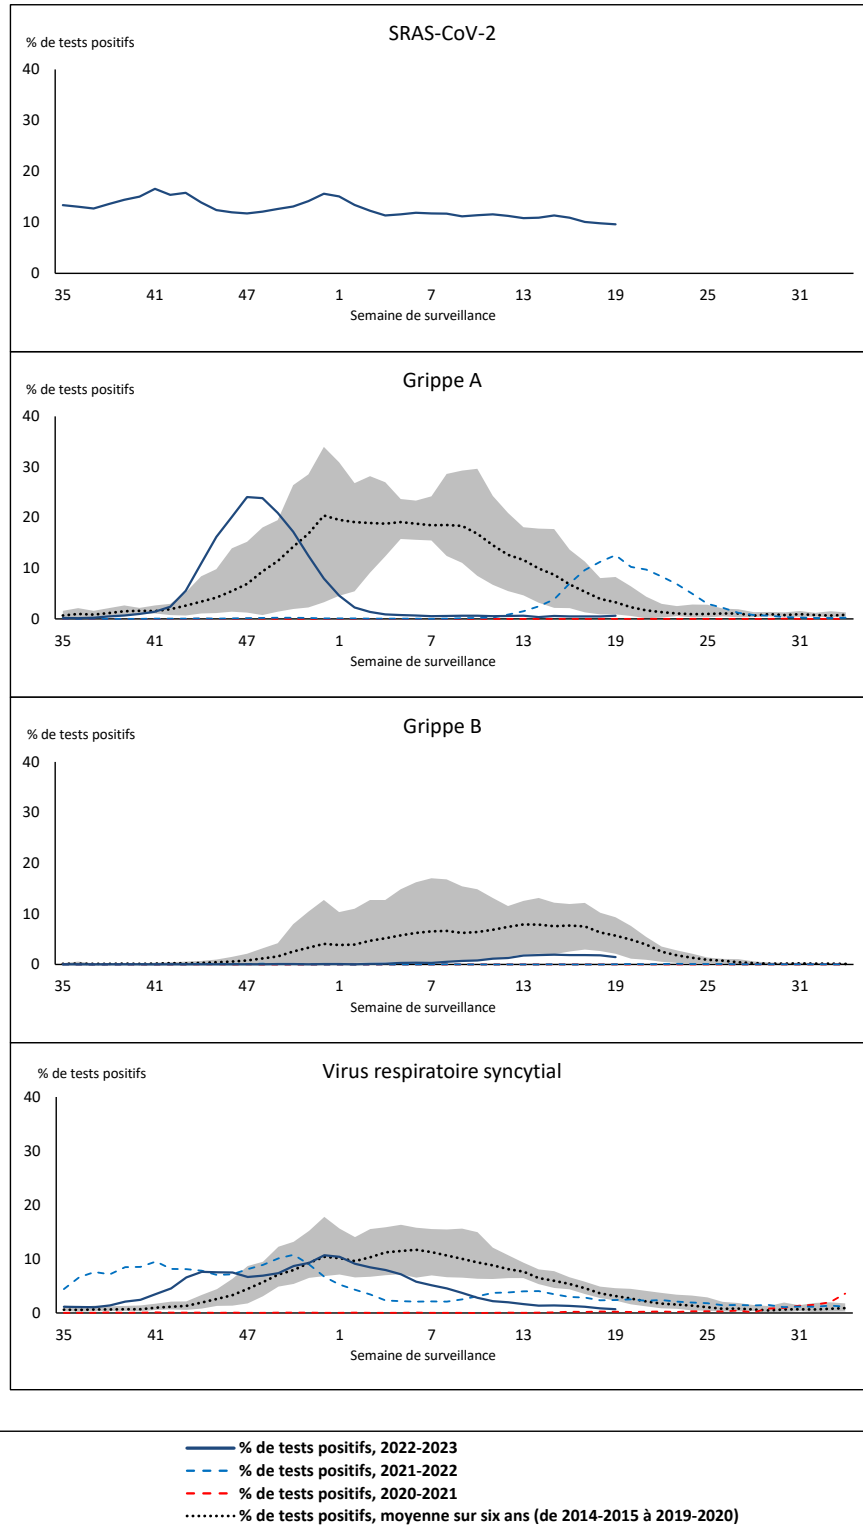 SRAS-CoV-2
% de tests positifs
40
30
20
10
0
35 41 47 1 7 13 19 25 31
Semaine de surveillance
Grippe A
% de tests positifs
40
30
20
10
0
35 41 47 1 7 13 19 25 31
Semaine de surveillance
Grippe B
% de tests positifs
40
30
20
10
0
35 41 47 1 7 13 19 25 31
Semaine de surveillance
Virus respiratoire syncytial
% de tests positifs
40
30
20
10
0
35 41 47 1 7 13 19 25 31
Semaine de surveillance
% de tests positifs, 2022-2023
% de tests positifs, 2021-2022
% de tests positifs, 2020-2021
% de tests positifs, moyenne sur six ans (de 2014-2015 à 2019-2020)